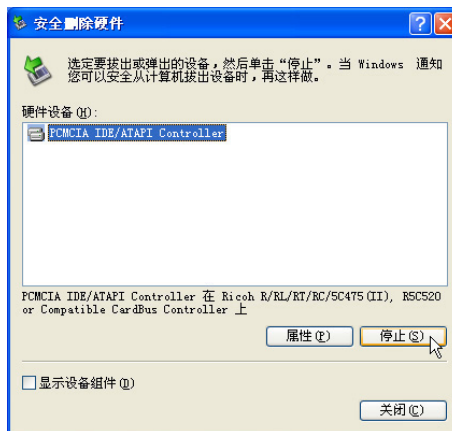 安全删除硬件
选定要拔出或弹出的设备，然后单击“停止”。当 Windows 通知
您可以安全从计算机拔出设备时，再这样做。
硬件设备(H):
PCMCIA IDE/ATAPI Controller
PCMCIA IDE/ATAPI Controller 在 Ricoh R/RL/RT/RC/5C475(II), R5C520
or Compatible CardBus Controller 上
属性(P)
停止(S)
显示设备组件(D)
关闭(C)